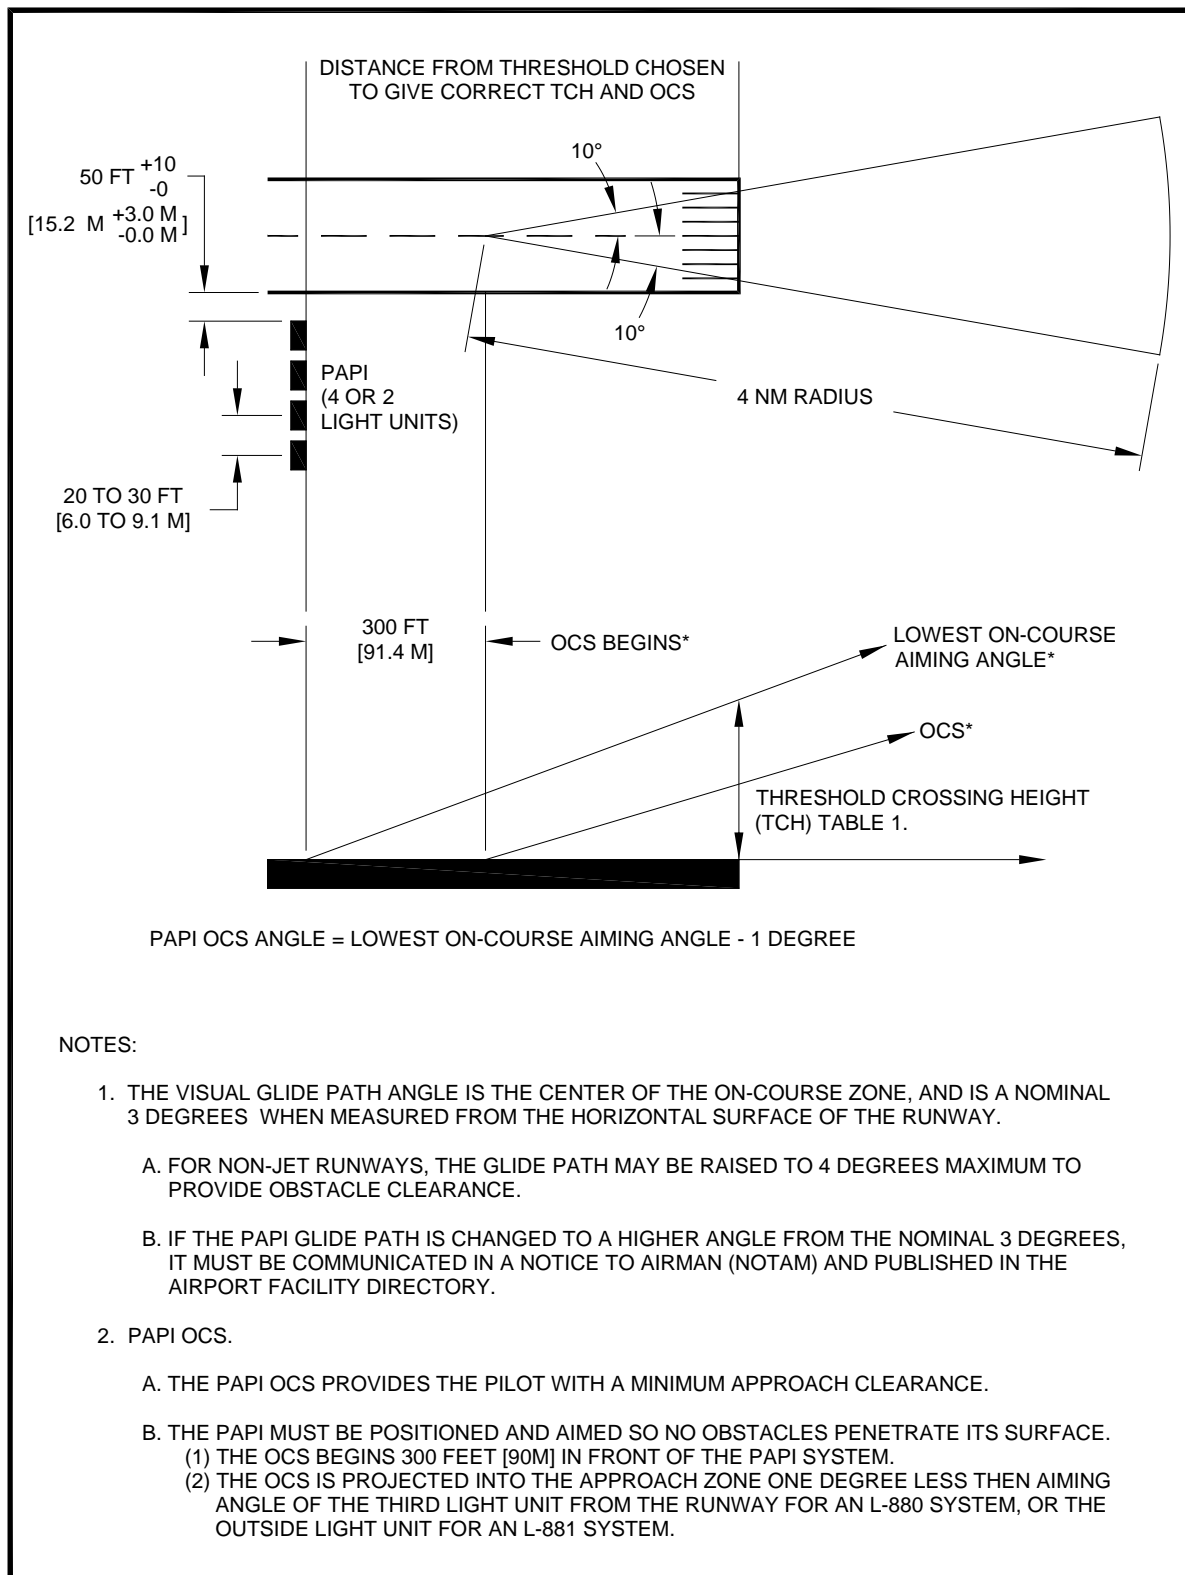 DISTANCE FROM THRESHOLD CHOSEN
TO GIVE CORRECT TCH AND OCS
10°
50 FT +10
-0
[15.2 M +3.0 M
-0.0 M]
10°
PAPI
(4 OR 2
LIGHT UNITS)
4 NM RADIUS
20 TO 30 FT
[6.0 TO 9.1 M]
300 FT
[91.4 M]
OCS BEGINS*
LOWEST ON-COURSE
AIMING ANGLE*
OCS*
THRESHOLD CROSSING HEIGHT
(TCH) TABLE 1.
PAPI OCS ANGLE = LOWEST ON-COURSE AIMING ANGLE - 1 DEGREE
NOTES:
1. THE VISUAL GLIDE PATH ANGLE IS THE CENTER OF THE ON-COURSE ZONE, AND IS A NOMINAL
3 DEGREES WHEN MEASURED FROM THE HORIZONTAL SURFACE OF THE RUNWAY.
A. FOR NON-JET RUNWAYS, THE GLIDE PATH MAY BE RAISED TO 4 DEGREES MAXIMUM TO
PROVIDE OBSTACLE CLEARANCE.
B. IF THE PAPI GLIDE PATH IS CHANGED TO A HIGHER ANGLE FROM THE NOMINAL 3 DEGREES,
IT MUST BE COMMUNICATED IN A NOTICE TO AIRMAN (NOTAM) AND PUBLISHED IN THE
AIRPORT FACILITY DIRECTORY.
2. PAPI OCS.
A. THE PAPI OCS PROVIDES THE PILOT WITH A MINIMUM APPROACH CLEARANCE.
B. THE PAPI MUST BE POSITIONED AND AIMED SO NO OBSTACLES PENETRATE ITS SURFACE.
(1) THE OCS BEGINS 300 FEET [90M] IN FRONT OF THE PAPI SYSTEM.
(2) THE OCS IS PROJECTED INTO THE APPROACH ZONE ONE DEGREE LESS THEN AIMING
ANGLE OF THE THIRD LIGHT UNIT FROM THE RUNWAY FOR AN L-880 SYSTEM, OR THE
OUTSIDE LIGHT UNIT FOR AN L-881 SYSTEM.